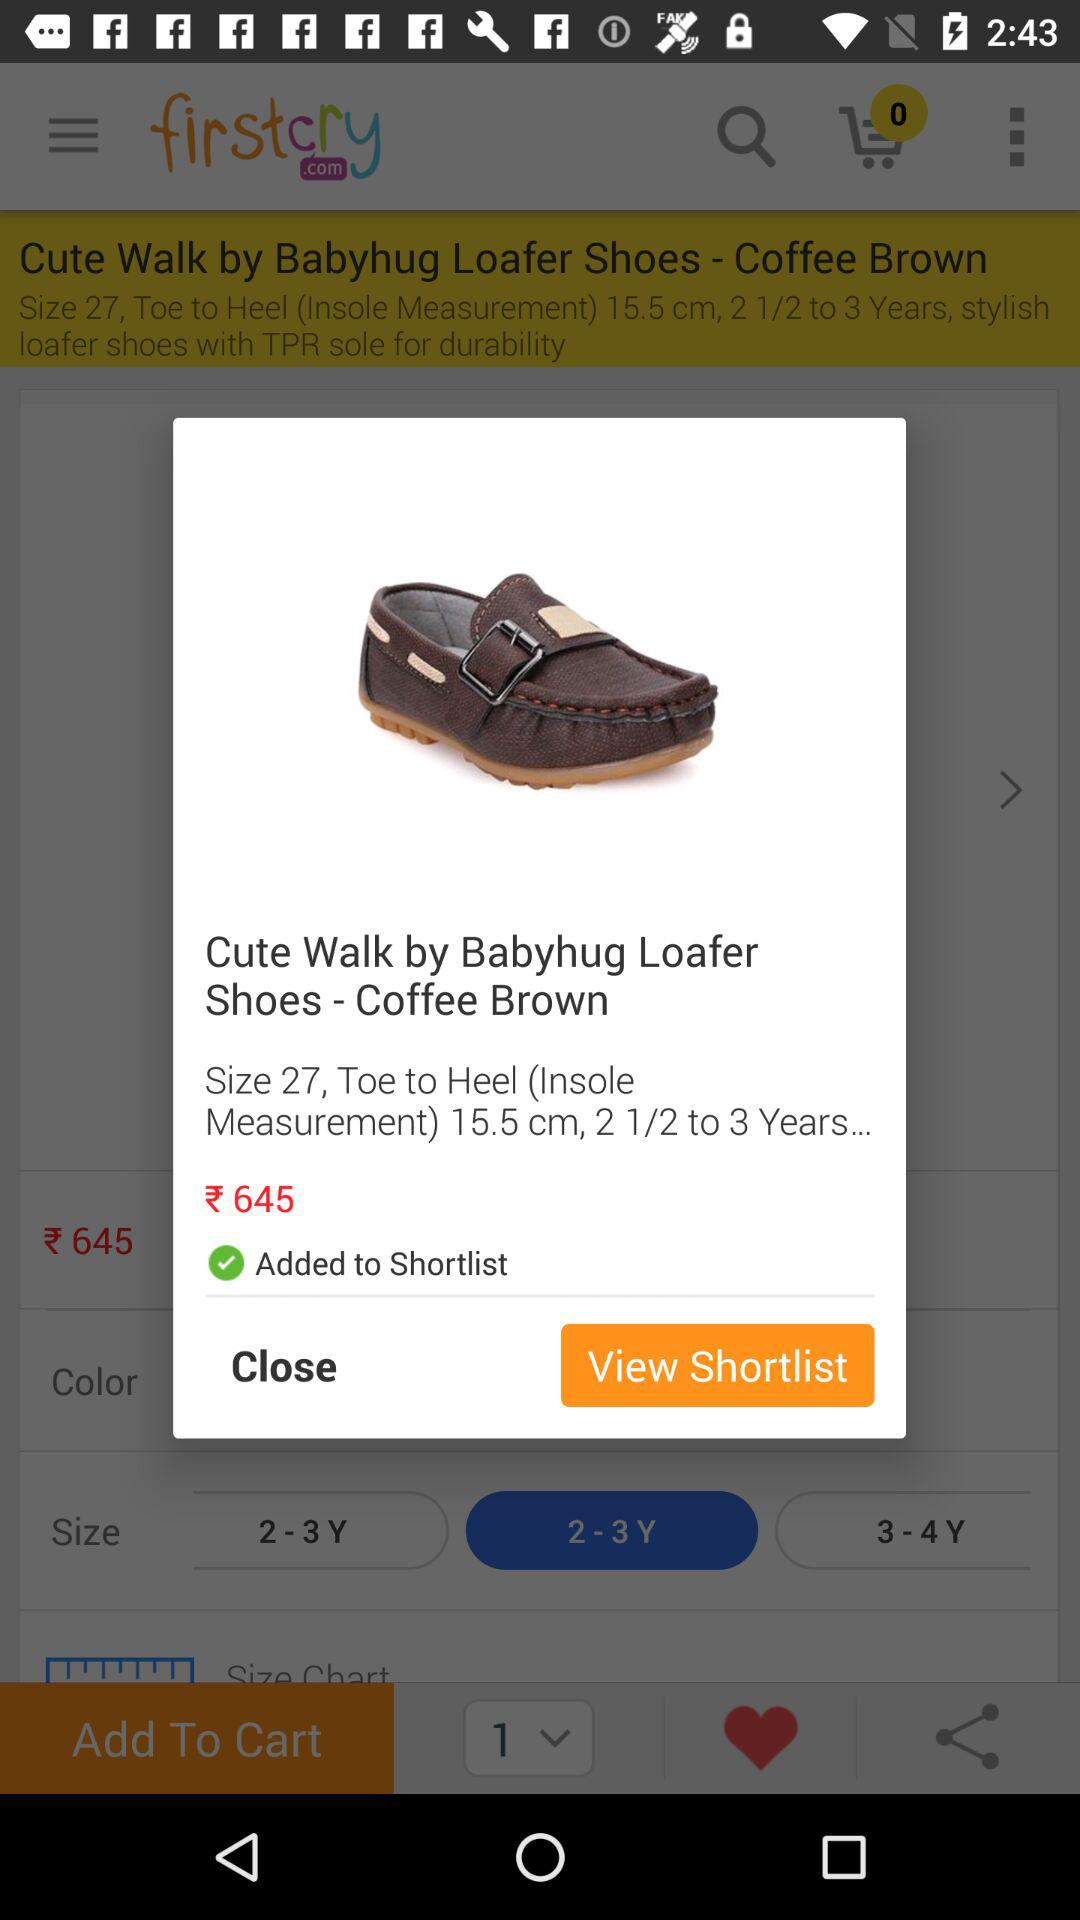 FAKE
2:43
firstcry
.com
0
Cute Walk by Babyhug Loafer Shoes - Coffee Brown
Size 27, Toe to Heel (Insole Measurement) 15.5 cm, 2 1/2 to 3 Years, stylish
loafer shoes with TPR sole for durability
Cute Walk by Babyhug Loafer
Shoes - Coffee Brown
Size 27, Toe to Heel (Insole
Measurement) 15.5 cm, 2 1/2 to 3 Years...
₹ 645
₹ 645
Added to Shortlist
Close
View Shortlist
Color
Size
2 - 3 Y
2 - 3 Y
3 - 4 Y
Size Chart
Add To Cart
1